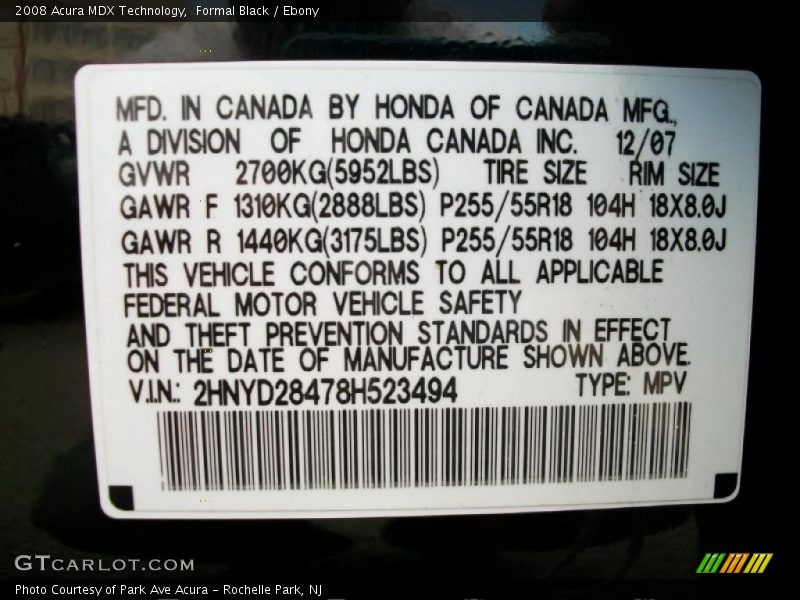 2008 Acura MDX Technology,  Formal Black / Ebony
MFD. IN CANADA BY HONDA OF CANADA MFG.,
A DIVISION OF HONDA CANADA INC. 12/07
GVWR 2700KG(5952LBS) TIRE SIZE RIM SIZE
GAWR F 1310KG(2888LBS) P255/55R18 104H 18X8.0J
GAWR R 1440KG(3175LBS) P255/55R18 104H 18X8.0J
THIS VEHICLE CONFORMS TO ALL APPLICABLE
FEDERAL MOTOR VEHICLE SAFETY
AND THEFT PREVENTION STANDARDS IN EFFECT
ON THE DATE OF MANUFACTURE SHOWN ABOVE.
V.I.N.: 2HNYD28478H523494 TYPE: MPV
GTCARLOT.COM
Photo Courtesy of Park Ave Acura - Rochelle Park, NJ